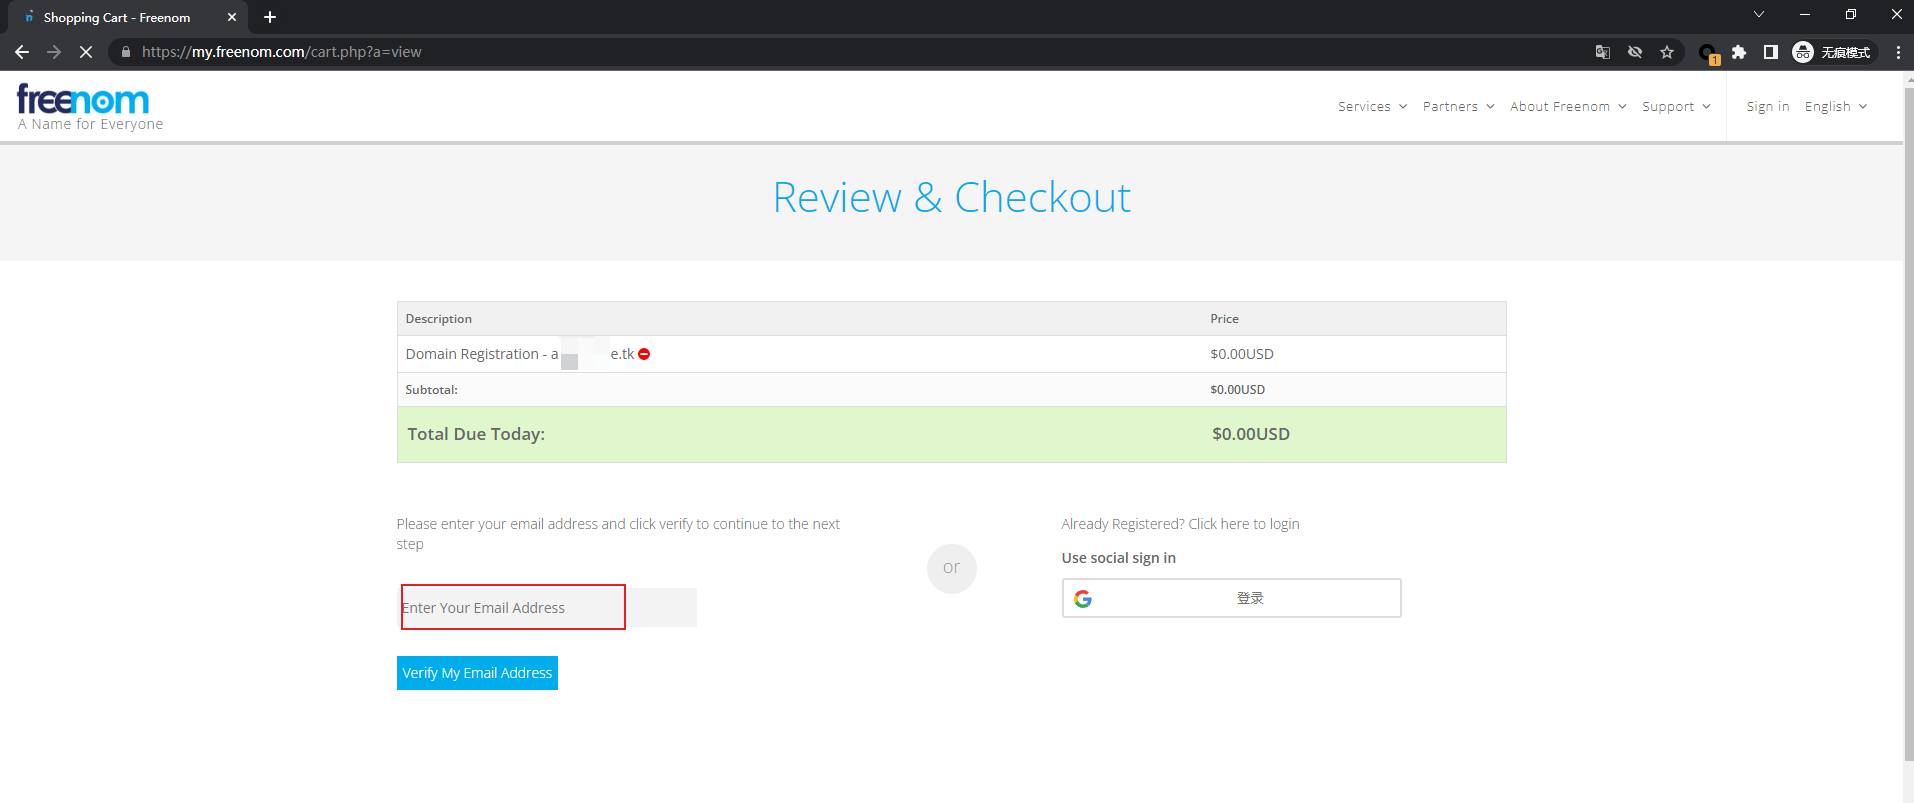 Shopping Cart - Freenom
https://my.freenom.com/cart.php?a=view
1
无痕模式
freenom
A Name for Everyone
Services Partners About Freenom Support Sign in English
Review & Checkout
Description Price
Domain Registration - a e.tk $0.00USD
Subtotal: $0.00USD
Total Due Today: $0.00USD
Please enter your email address and click verify to continue to the next
step
Already Registered? Click here to login
Use social sign in
or
登录
Enter Your Email Address
Verify My Email Address